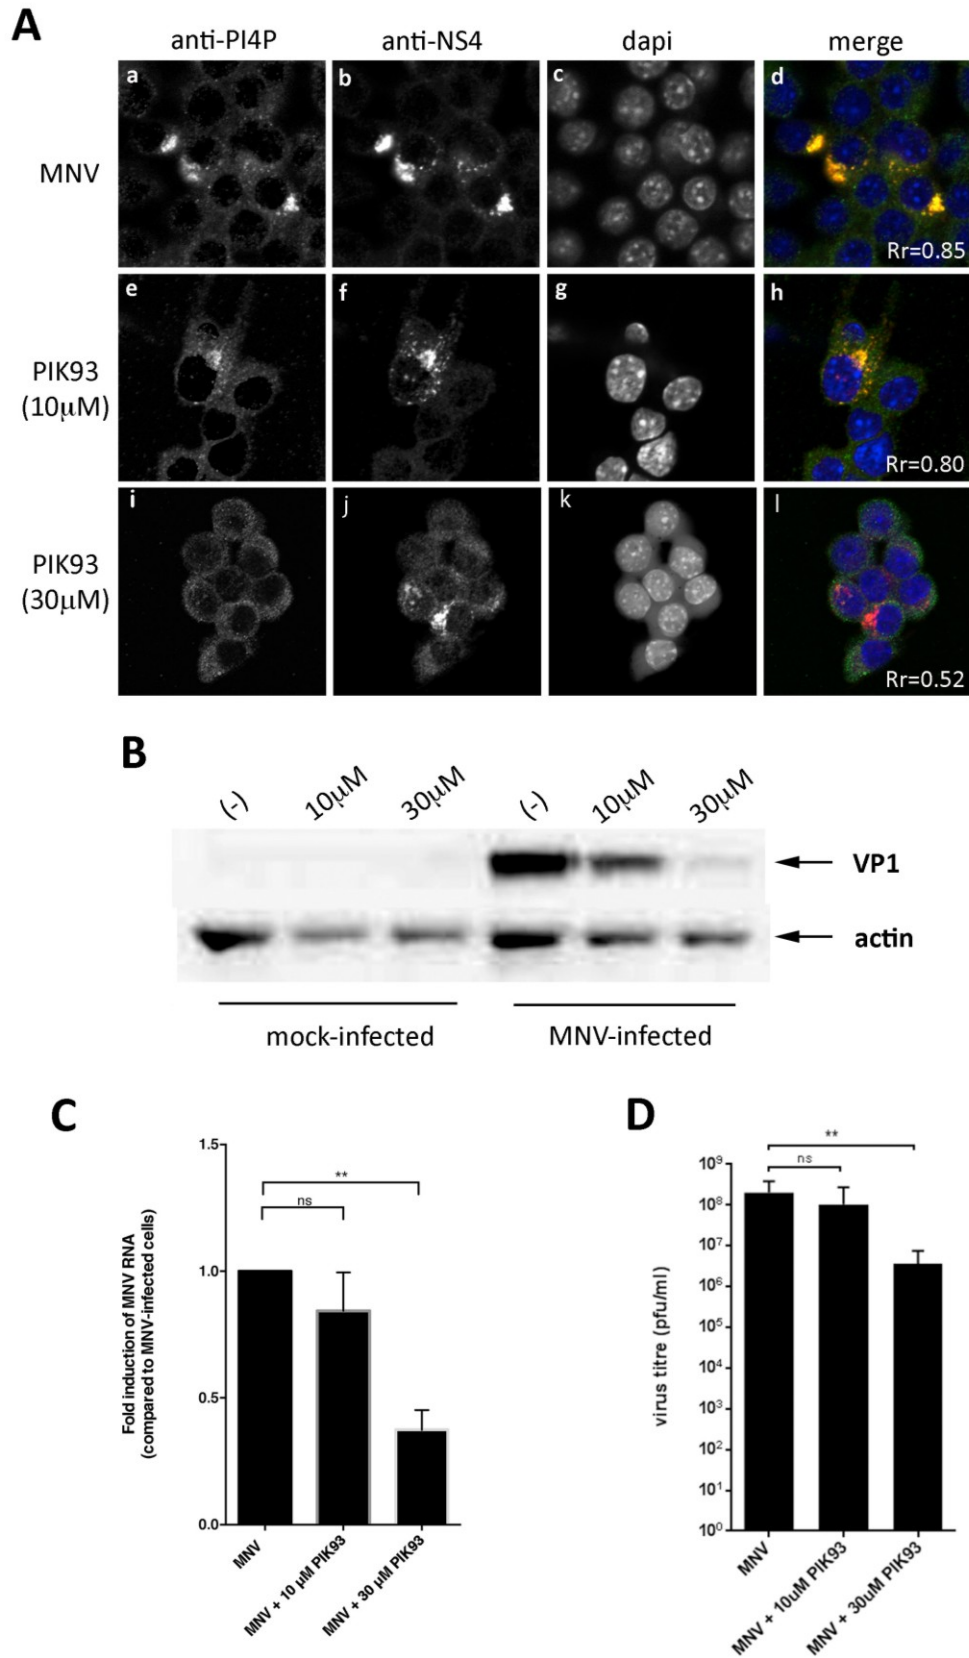 A
anti-PI4P anti-NS4 dapi merge
a b c d
MNV
Rr=0.85
e f g h
PIK93
(10μM)
Rr=0.80
i j k l
PIK93
(30μM)
Rr=0.52
B
(-) 10μM 30μM (-) 10μM 30μM
VP1
actin
mock-infected MNV-infected
C
Fold induction of MNV RNA
(compared to MNV-infected cells)
1.5
1.0
0.5
0.0
**
ns
MNV
MNV + 10 μM PIK93
MNV + 30 μM PIK93
D
virus titre (pfu/ml)
10⁹
10⁸
10⁷
10⁶
10⁵
10⁴
10³
10²
10¹
10⁰
**
ns
MNV
MNV + 10uM PIK93
MNV + 30uM PIK93